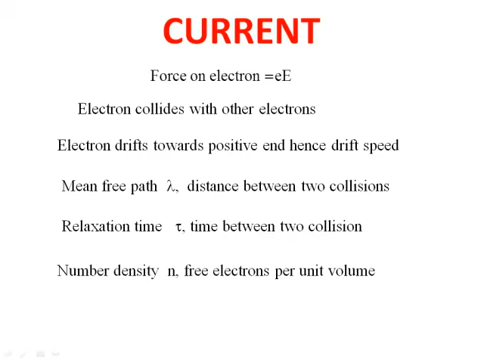 CURRENT
Force on electron =eE
Electron collides with other electrons
Electron drifts towards positive end hence drift speed
Mean free path λ, distance between two collisions
Relaxation time τ, time between two collision
Number density n, free electrons per unit volume